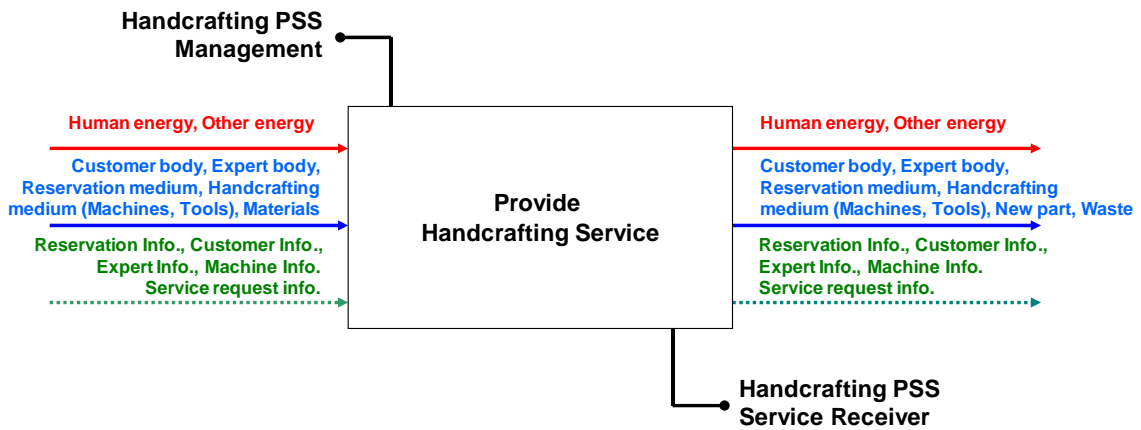 Handcrafting PSS
Management
Human energy, Other energy
Customer body, Expert body,
Reservation medium, Handcrafting
medium (Machines, Tools), Materials
Reservation Info., Customer Info.,
Expert Info., Machine Info.
Service request info.
Provide
Handcrafting Service
Human energy, Other energy
Customer body, Expert body,
Reservation medium, Handcrafting
medium (Machines, Tools), New part, Waste
Reservation Info., Customer Info.,
Expert Info., Machine Info.
Service request info.
Handcrafting PSS
Service Receiver